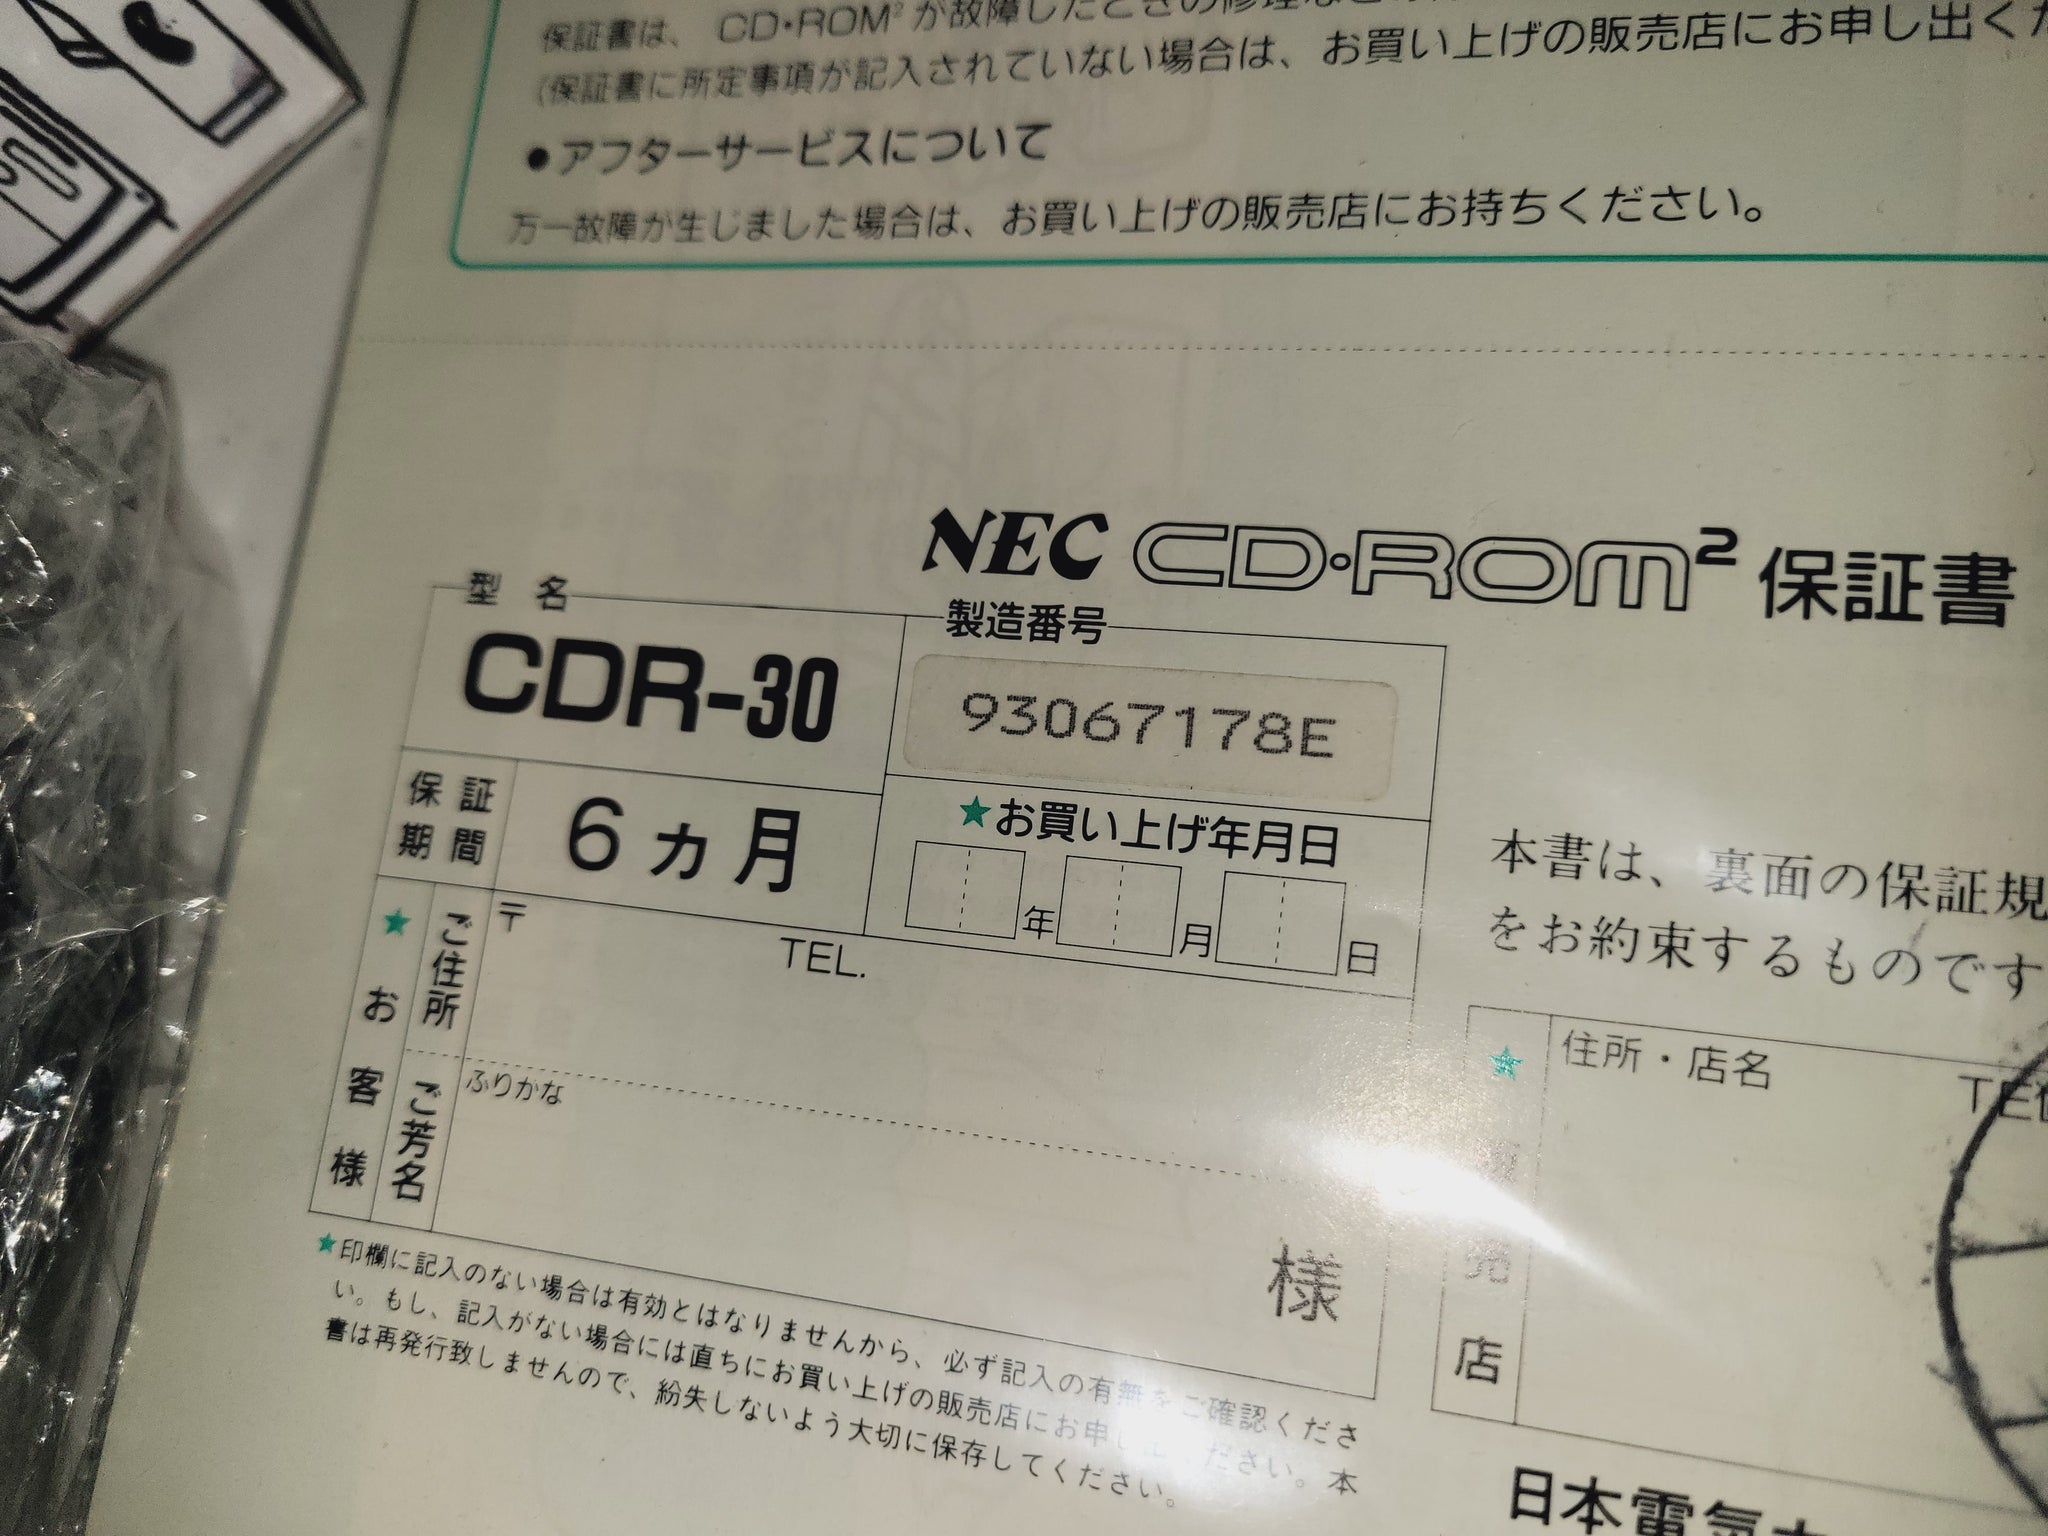 保証書は、CD・ROM²が故障したときの修理などの
(保証書に所定事項が記入されていない場合は、お買い上げの販売店にお申し出くだ
●アフターサービスについて
万一故障が生じました場合は、お買い上げの販売店にお持ちください。
NEC CD・ROM² 保証書
型名
CDR-30
製造番号
93067178E
保証期間
6ヵ月
★お買い上げ年月日
年 月 日
★お客様
ご住所
〒
TEL.
ご芳名
ふりかな
様
★印欄に記入のない場合は有効とはなりませんから、必ず記入の有無をご確認くださ
い。もし、記入がない場合には直ちにお買い上げの販売店にお申し出ください。本
書は再発行致しませんので、紛失しないよう大切に保存してください。
本書は、裏面の保証規
をお約束するものです
★
売店
住所・店名
TEL
日本電気